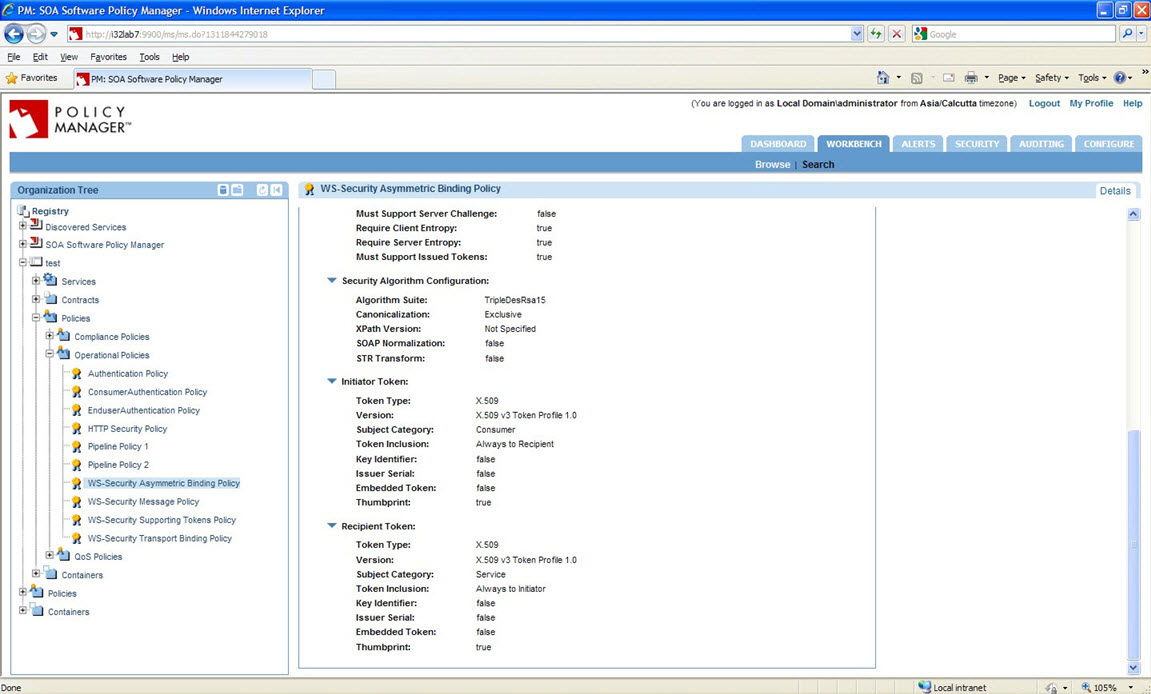 PM: SOA Software Policy Manager - Windows Internet Explorer
http://i32lab7:9900/ms/ms.do?1311844279018
Google
File Edit View Favorites Tools Help
Favorites PM: SOA Software Policy Manager Page Safety Tools
POLICY
MANAGER™
(You are logged in as Local Domain\administrator from Asia/Calcutta timezone) Logout My Profile Help
DASHBOARD WORKBENCH ALERTS SECURITY AUDITING CONFIGURE
Browse | Search
Organization Tree
Registry
Discovered Services
SOA Software Policy Manager
test
Services
Contracts
Policies
Compliance Policies
Operational Policies
Authentication Policy
ConsumerAuthentication Policy
EnduserAuthentication Policy
HTTP Security Policy
Pipeline Policy 1
Pipeline Policy 2
WS-Security Asymmetric Binding Policy
WS-Security Message Policy
WS-Security Supporting Tokens Policy
WS-Security Transport Binding Policy
QoS Policies
Containers
Policies
Containers
WS-Security Asymmetric Binding Policy
Details
Must Support Server Challenge: false
Require Client Entropy: true
Require Server Entropy: true
Must Support Issued Tokens: true
Security Algorithm Configuration:
Algorithm Suite: TripleDesRsa15
Canonicalization: Exclusive
XPath Version: Not Specified
SOAP Normalization: false
STR Transform: false
Initiator Token:
Token Type: X.509
Version: X.509 v3 Token Profile 1.0
Subject Category: Consumer
Token Inclusion: Always to Recipient
Key Identifier: false
Issuer Serial: false
Embedded Token: false
Thumbprint: true
Recipient Token:
Token Type: X.509
Version: X.509 v3 Token Profile 1.0
Subject Category: Service
Token Inclusion: Always to Initiator
Key Identifier: false
Issuer Serial: false
Embedded Token: false
Thumbprint: true
Done Local intranet 105%